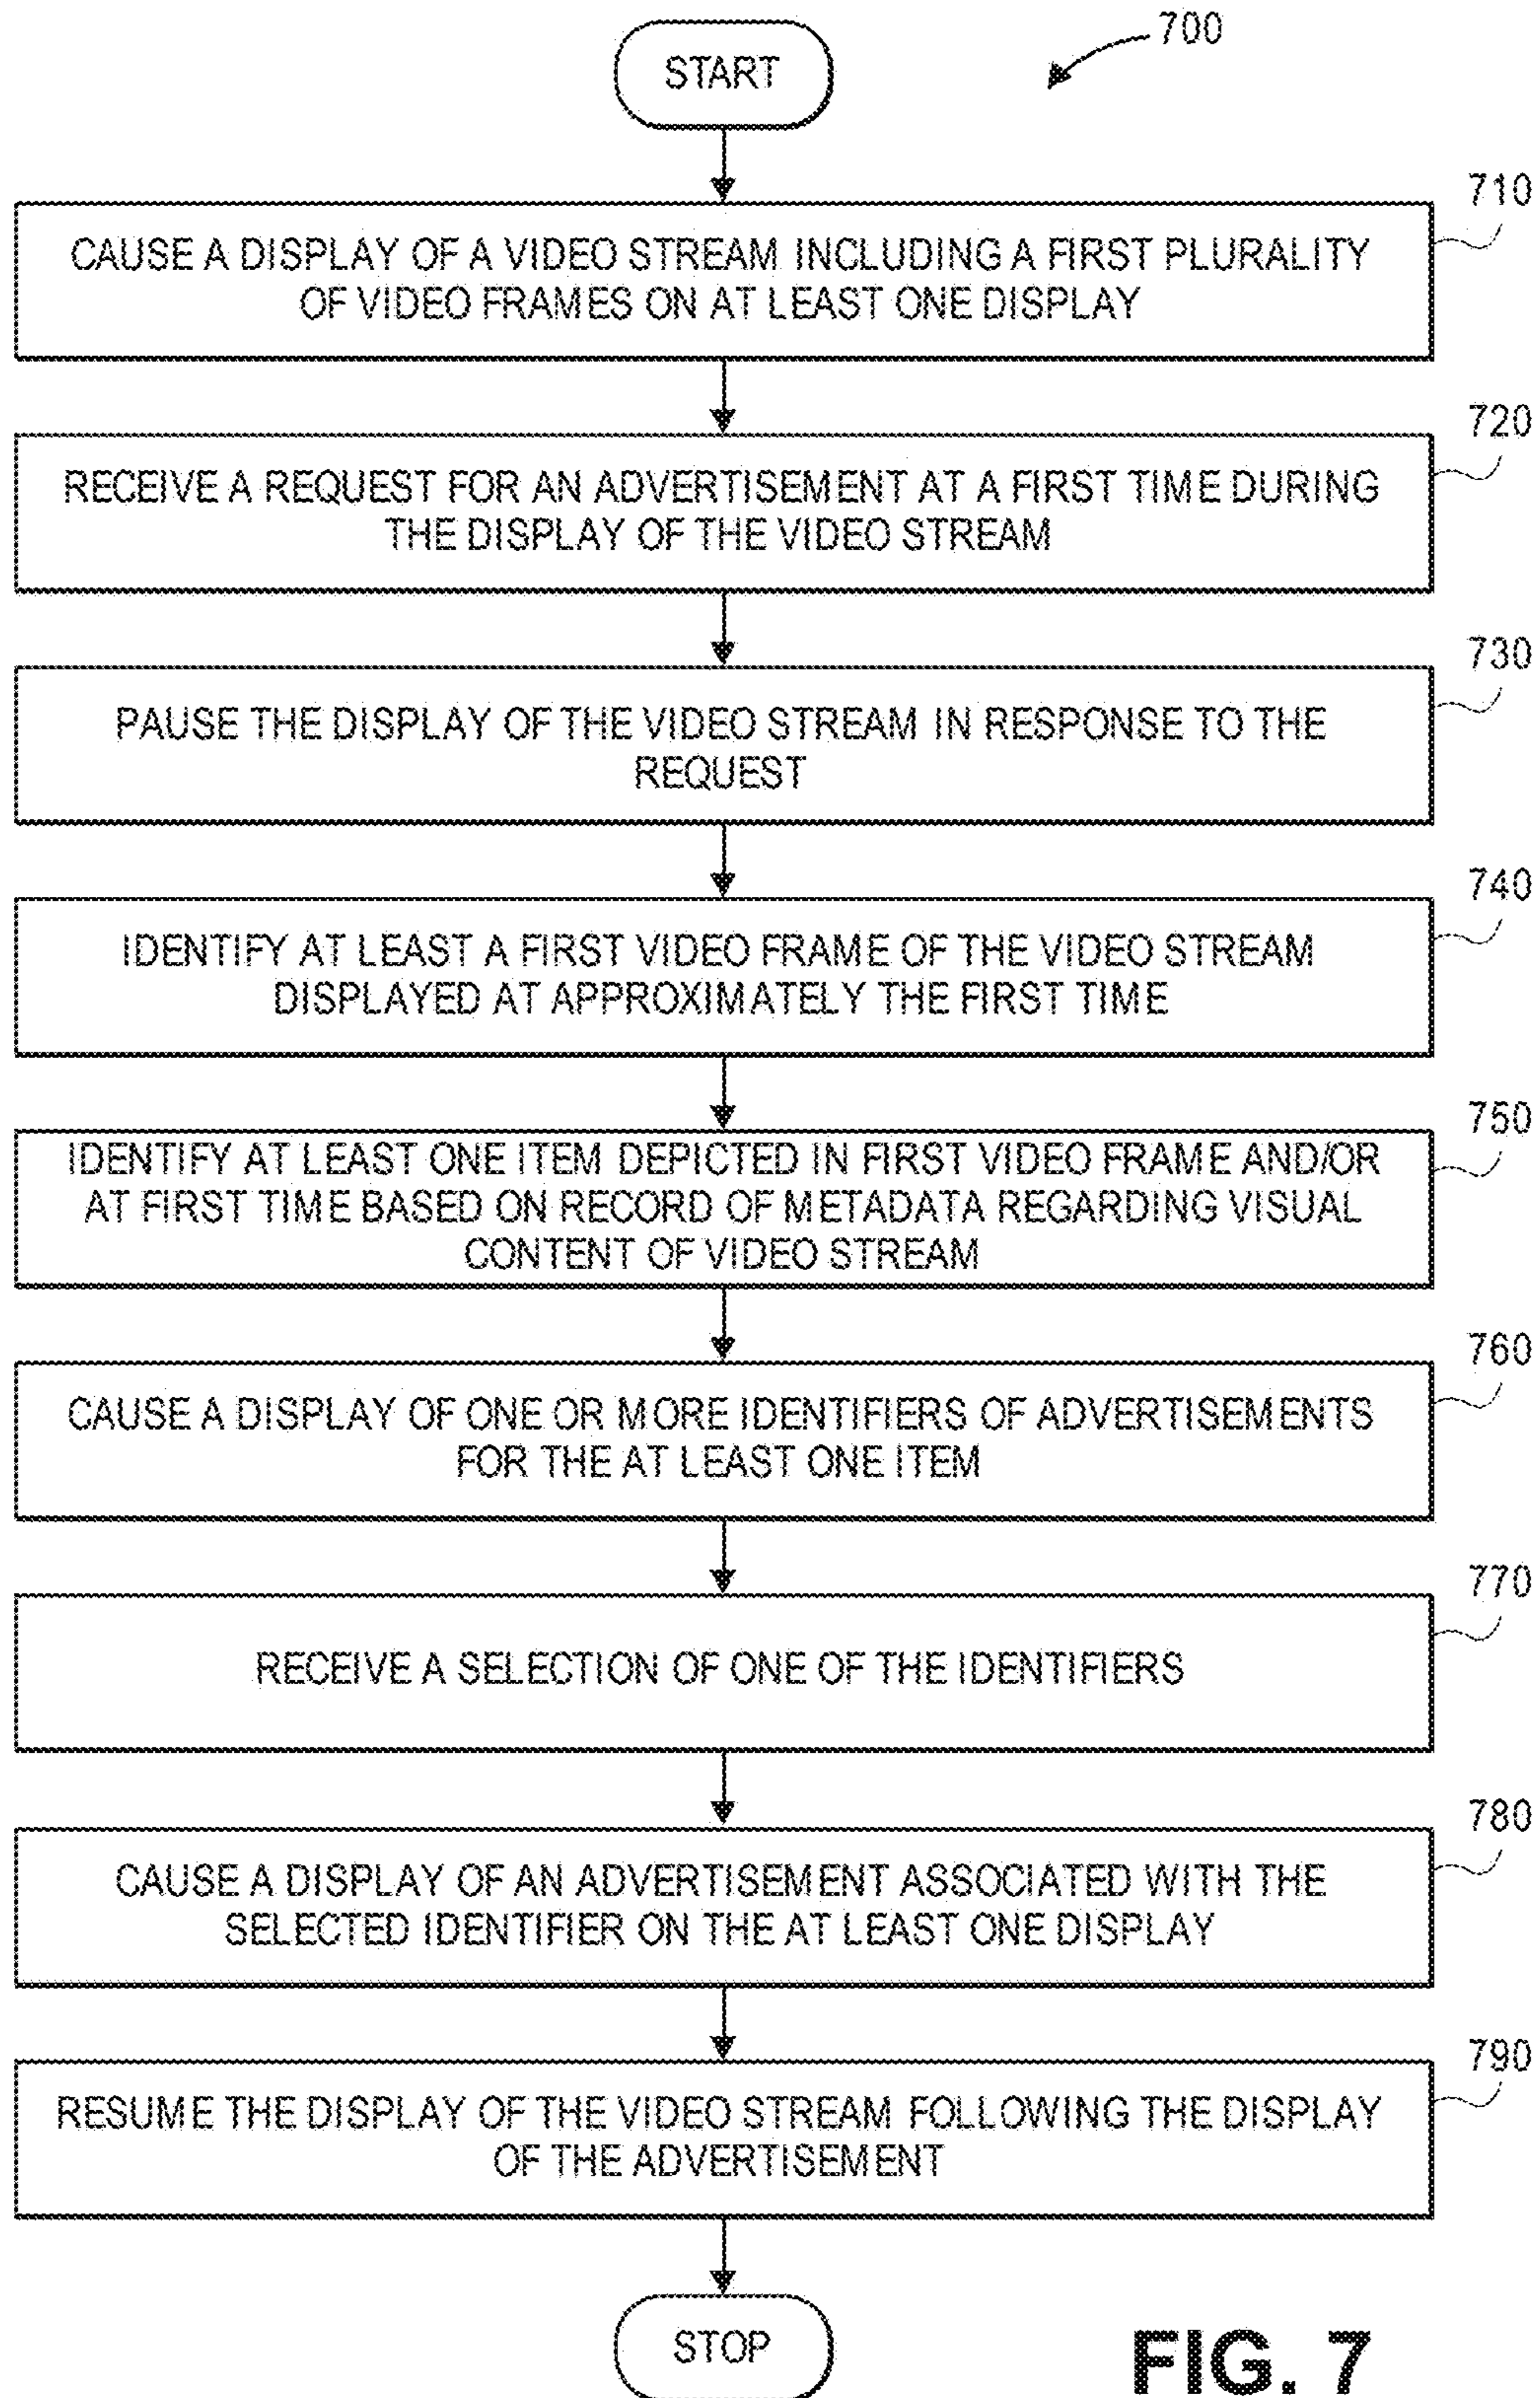 700
START
710
CAUSE A DISPLAY OF A VIDEO STREAM INCLUDING A FIRST PLURALITY
OF VIDEO FRAMES ON AT LEAST ONE DISPLAY
720
RECEIVE A REQUEST FOR AN ADVERTISEMENT AT A FIRST TIME DURING
THE DISPLAY OF THE VIDEO STREAM
730
PAUSE THE DISPLAY OF THE VIDEO STREAM IN RESPONSE TO THE
REQUEST
740
IDENTIFY AT LEAST A FIRST VIDEO FRAME OF THE VIDEO STREAM
DISPLAYED AT APPROXIMATELY THE FIRST TIME
750
IDENTIFY AT LEAST ONE ITEM DEPICTED IN FIRST VIDEO FRAME AND/OR
AT FIRST TIME BASED ON RECORD OF METADATA REGARDING VISUAL
CONTENT OF VIDEO STREAM
760
CAUSE A DISPLAY OF ONE OR MORE IDENTIFIERS OF ADVERTISEMENTS
FOR THE AT LEAST ONE ITEM
770
RECEIVE A SELECTION OF ONE OF THE IDENTIFIERS
780
CAUSE A DISPLAY OF AN ADVERTISEMENT ASSOCIATED WITH THE
SELECTED IDENTIFIER ON THE AT LEAST ONE DISPLAY
790
RESUME THE DISPLAY OF THE VIDEO STREAM FOLLOWING THE DISPLAY
OF THE ADVERTISEMENT
STOP
FIG. 7